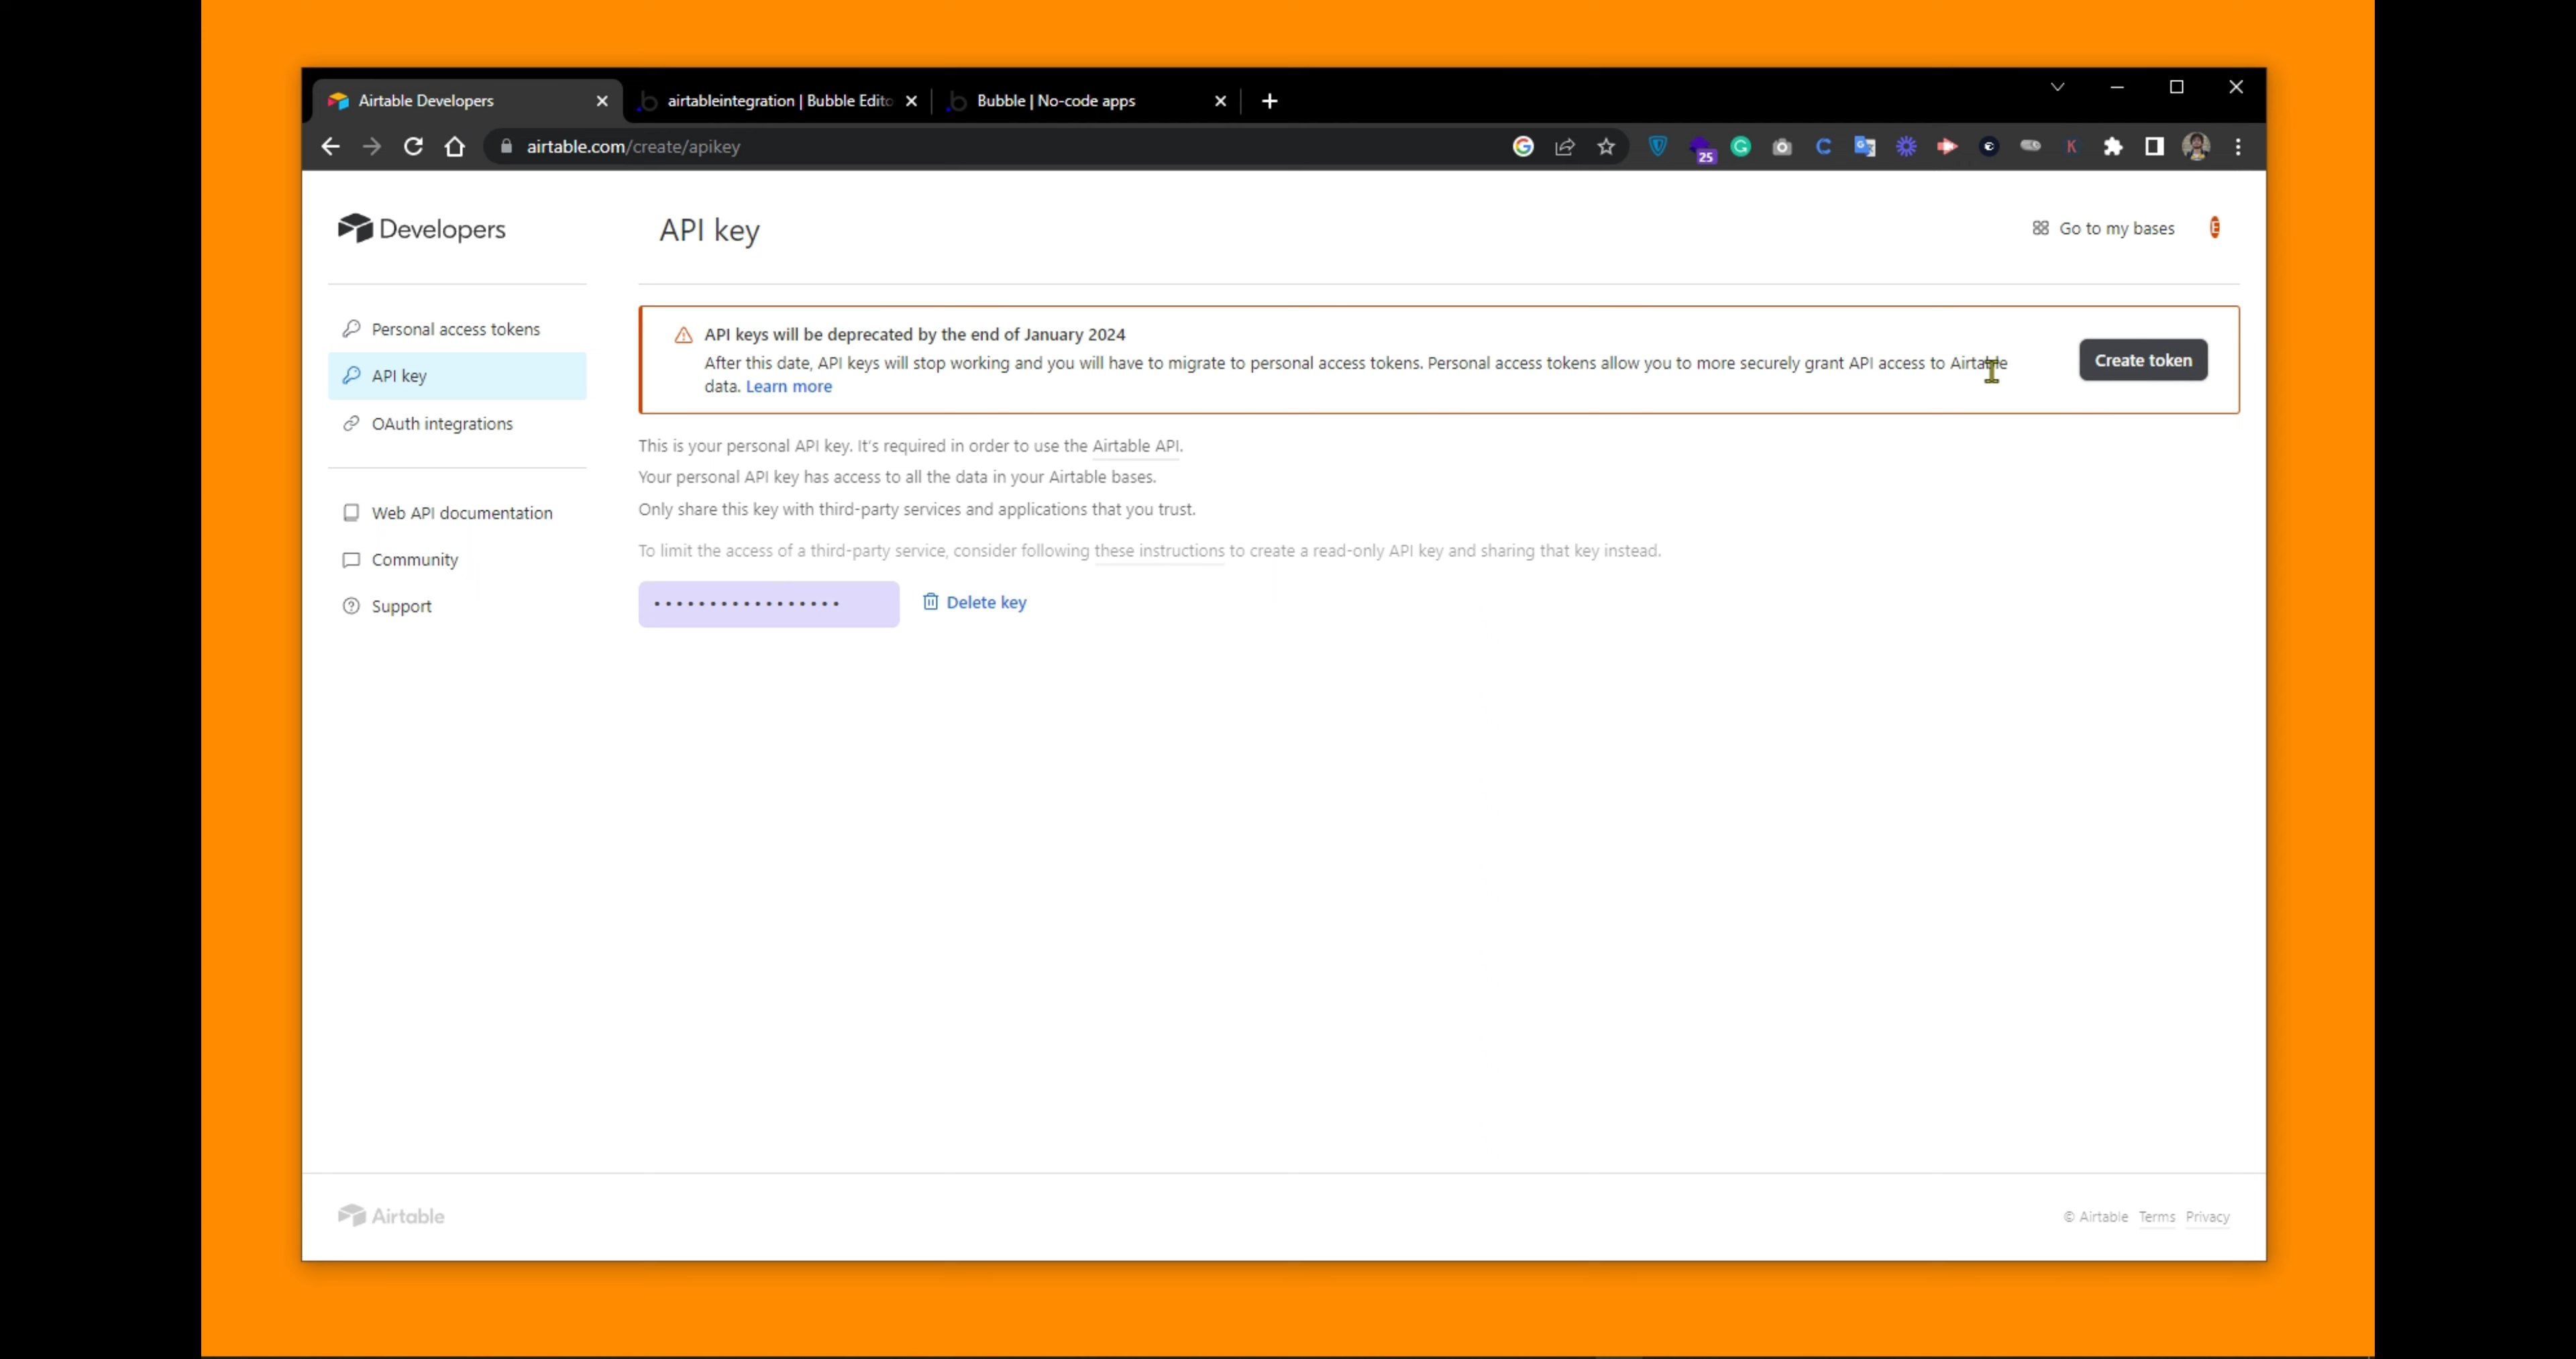 Airtable Developers
airtableintegration | Bubble Edito
Bubble | No-code apps
airtable.com/create/apikey
25
Developers
API key
Go to my bases
E
Personal access tokens
API key
OAuth integrations
Web API documentation
Community
Support
API keys will be deprecated by the end of January 2024
After this date, API keys will stop working and you will have to migrate to personal access tokens. Personal access tokens allow you to more securely grant API access to Airtable
data. Learn more
Create token
This is your personal API key. It's required in order to use the Airtable API.
Your personal API key has access to all the data in your Airtable bases.
Only share this key with third-party services and applications that you trust.
To limit the access of a third-party service, consider following these instructions to create a read-only API key and sharing that key instead.
•••••••••••••••••
Delete key
Airtable
© Airtable Terms Privacy